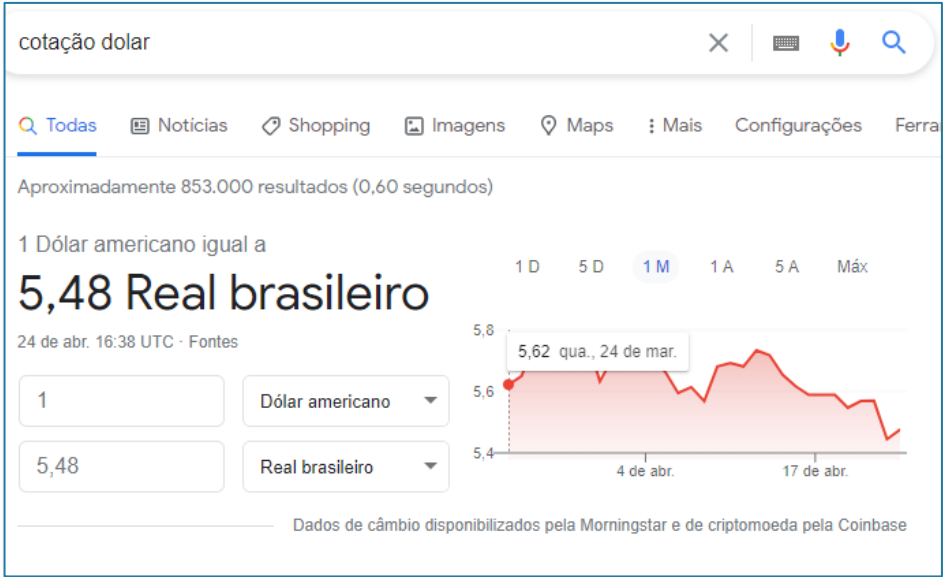 cotação dolar
Todas Notícias Shopping Imagens Maps Mais Configurações Ferra
Aproximadamente 853.000 resultados (0,60 segundos)
1 Dólar americano igual a
5,48 Real brasileiro
24 de abr. 16:38 UTC · Fontes
1 Dólar americano
5,48 Real brasileiro
1 D 5 D 1 M 1 A 5 A Máx
5,8
5,62 qua., 24 de mar.
5,6
5,4
4 de abr. 17 de abr.
Dados de câmbio disponibilizados pela Morningstar e de criptomoeda pela Coinbase